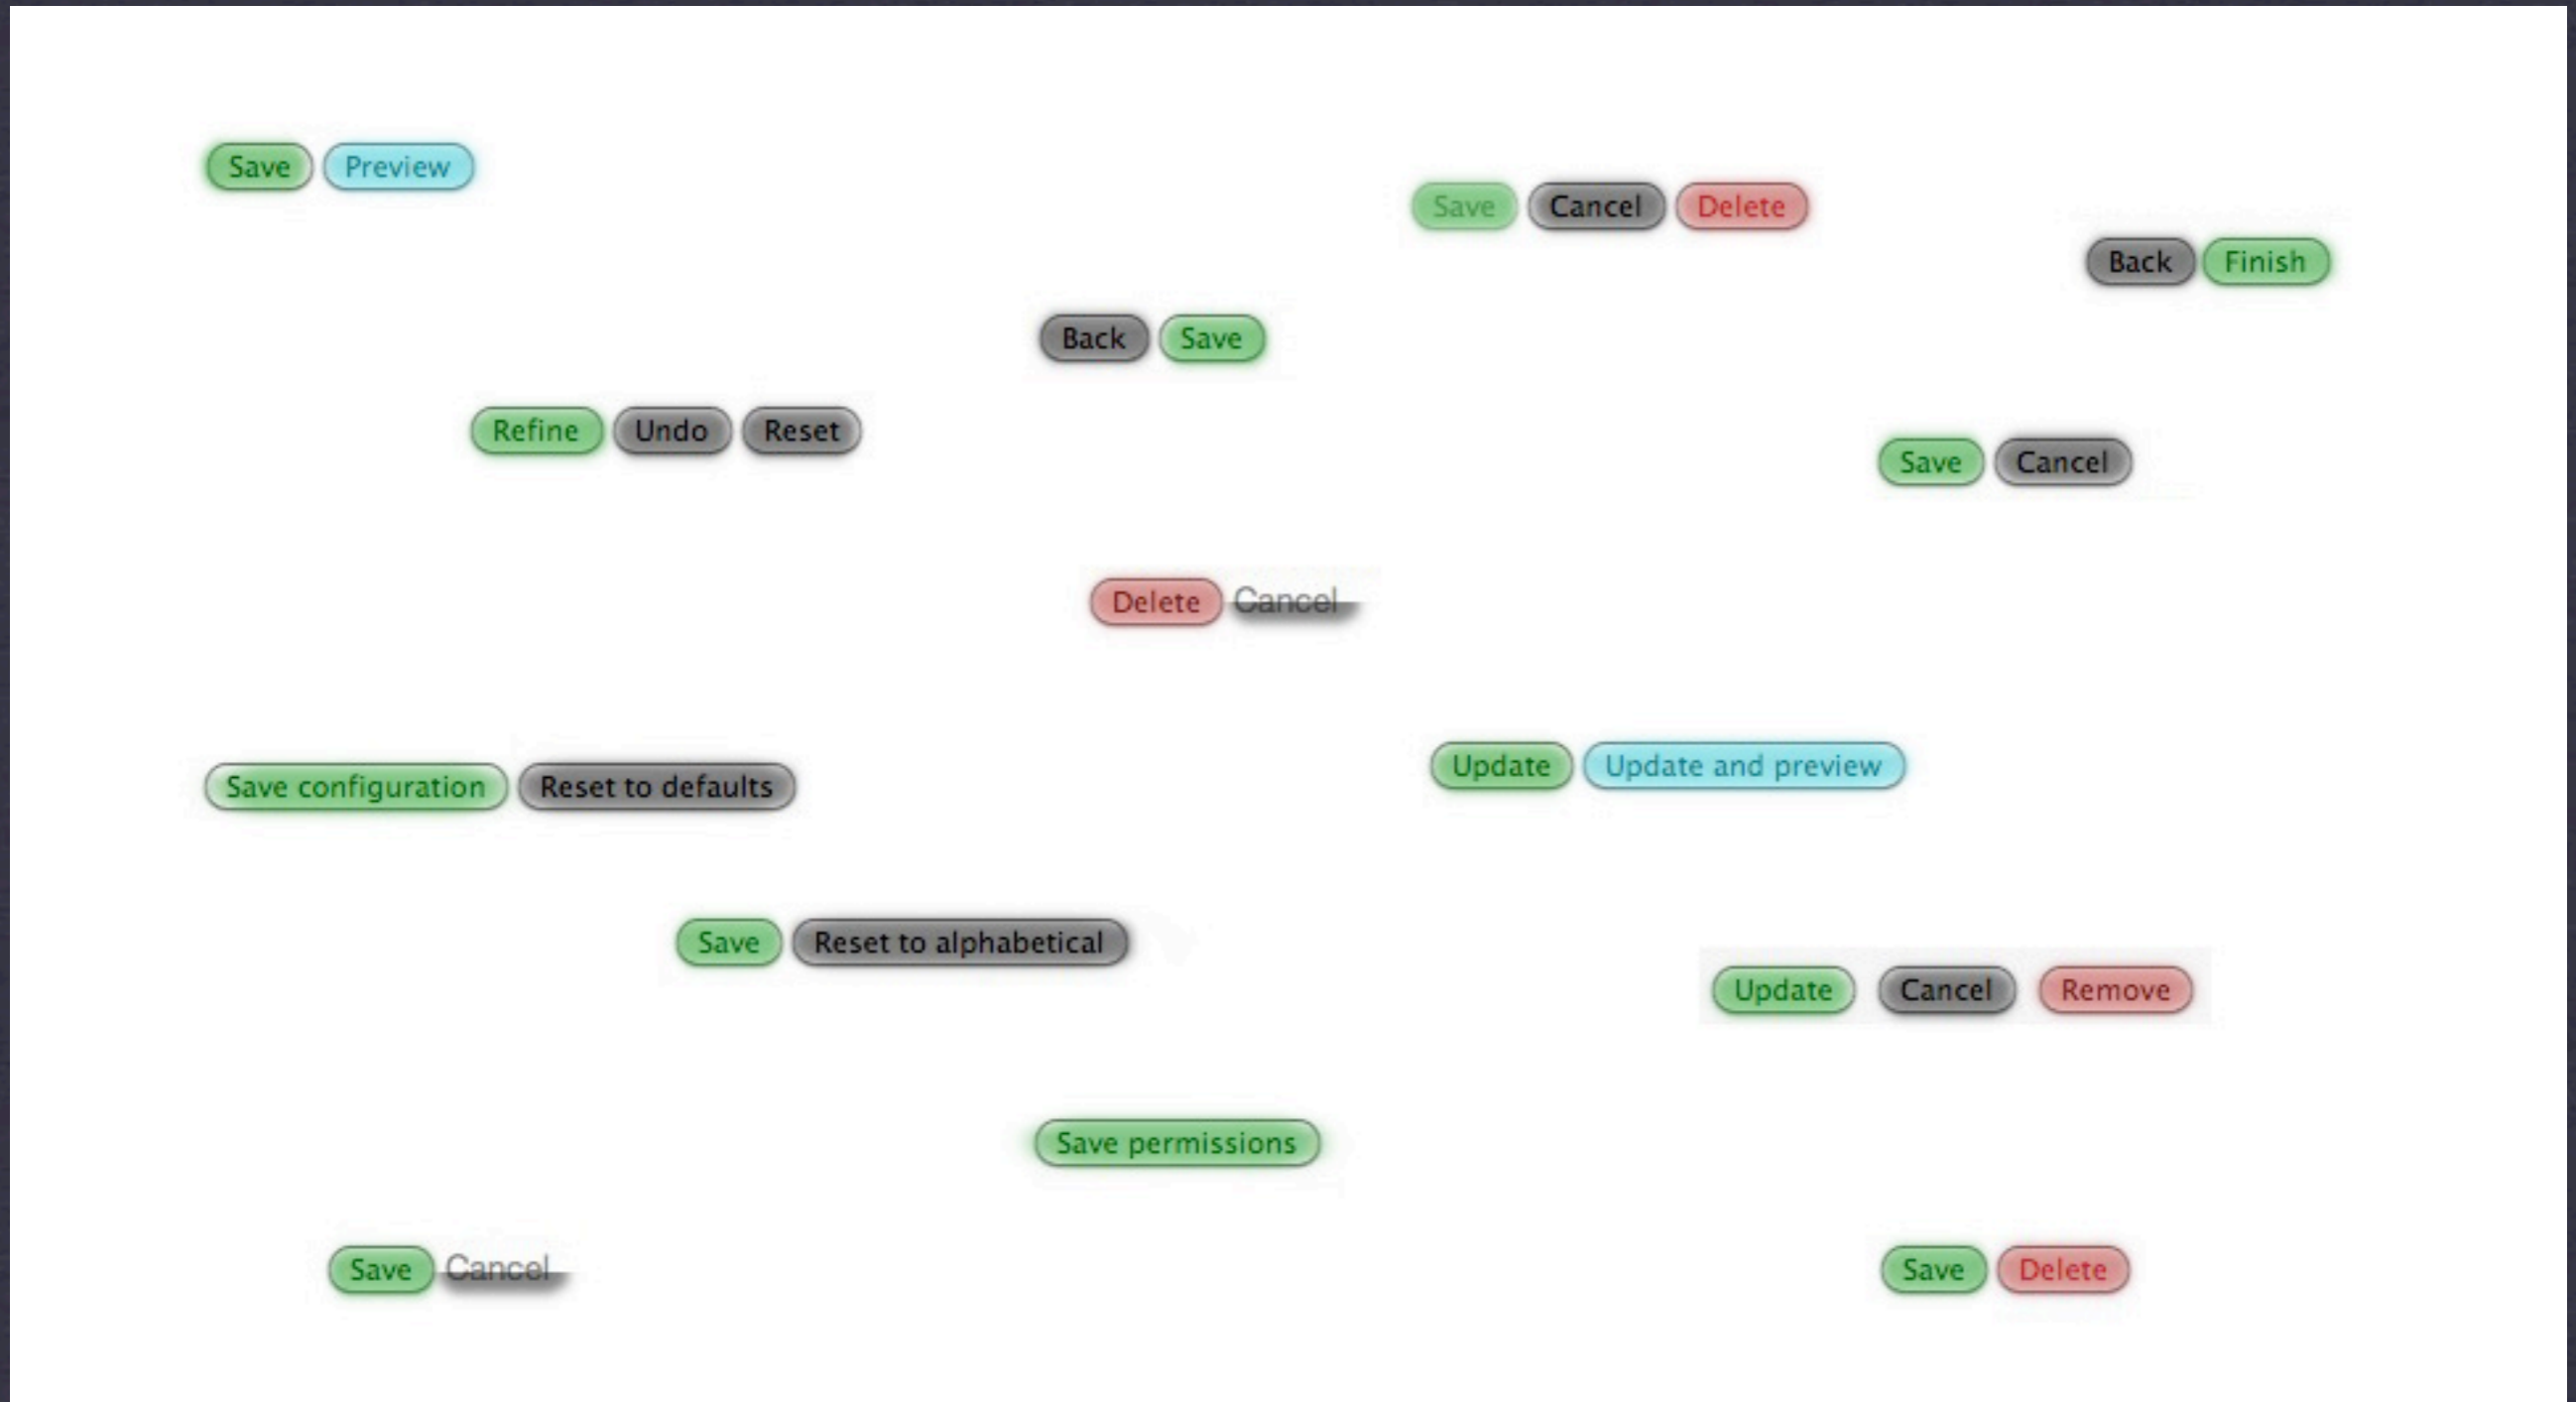 Save Preview
Save Cancel Delete
Back Finish
Back Save
Refine Undo Reset
Save Cancel
Delete Cancel
Update Update and preview
Save configuration Reset to defaults
Save Reset to alphabetical
Update Cancel Remove
Save permissions
Save Cancel
Save Delete